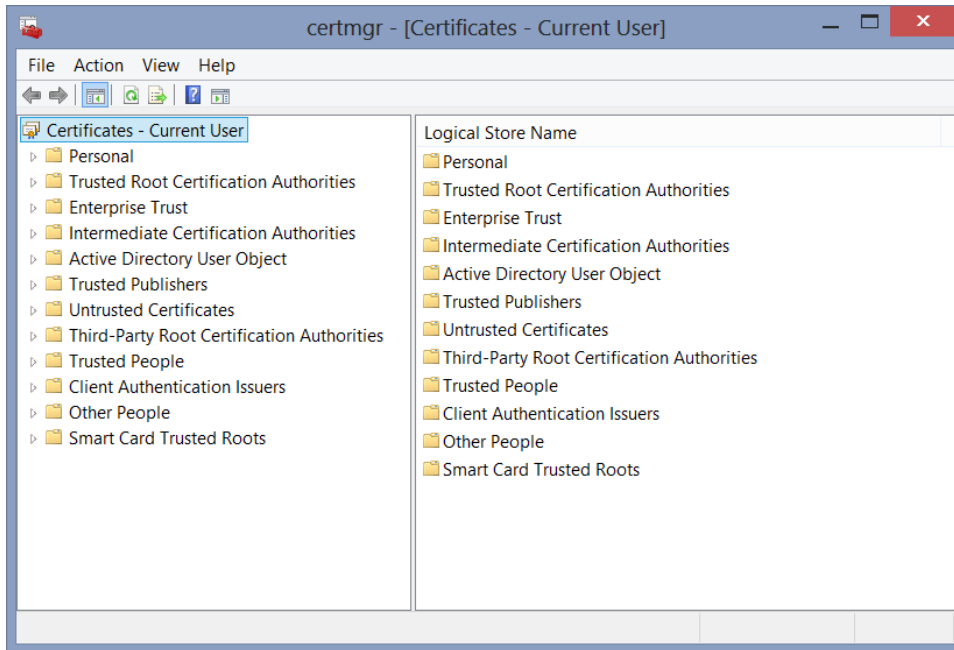 certmgr - [Certificates - Current User]
File Action View Help
Certificates - Current User
Personal
Trusted Root Certification Authorities
Enterprise Trust
Intermediate Certification Authorities
Active Directory User Object
Trusted Publishers
Untrusted Certificates
Third-Party Root Certification Authorities
Trusted People
Client Authentication Issuers
Other People
Smart Card Trusted Roots
Logical Store Name
Personal
Trusted Root Certification Authorities
Enterprise Trust
Intermediate Certification Authorities
Active Directory User Object
Trusted Publishers
Untrusted Certificates
Third-Party Root Certification Authorities
Trusted People
Client Authentication Issuers
Other People
Smart Card Trusted Roots